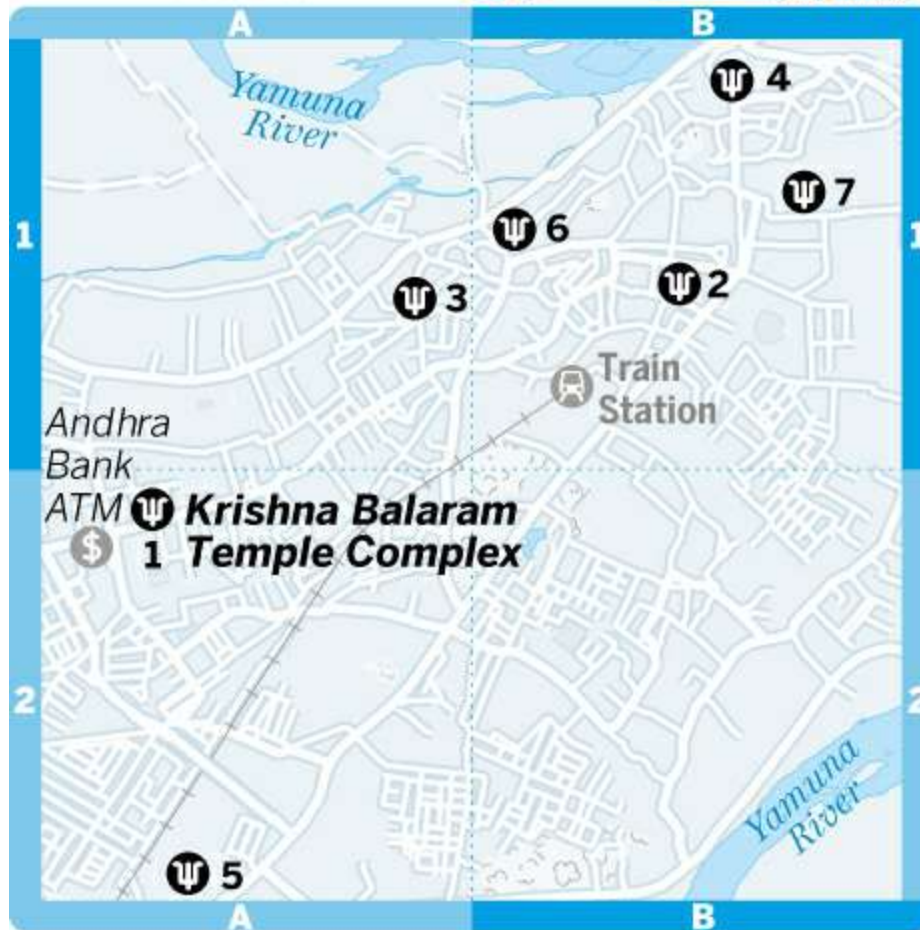 A
B
Yamuna
River
4
7
1
1
6
2
3
Train
Station
Andhra
Bank
ATM
Krishna Balaram
$
1 Temple Complex
2
2
Yamuna
River
5
A
B